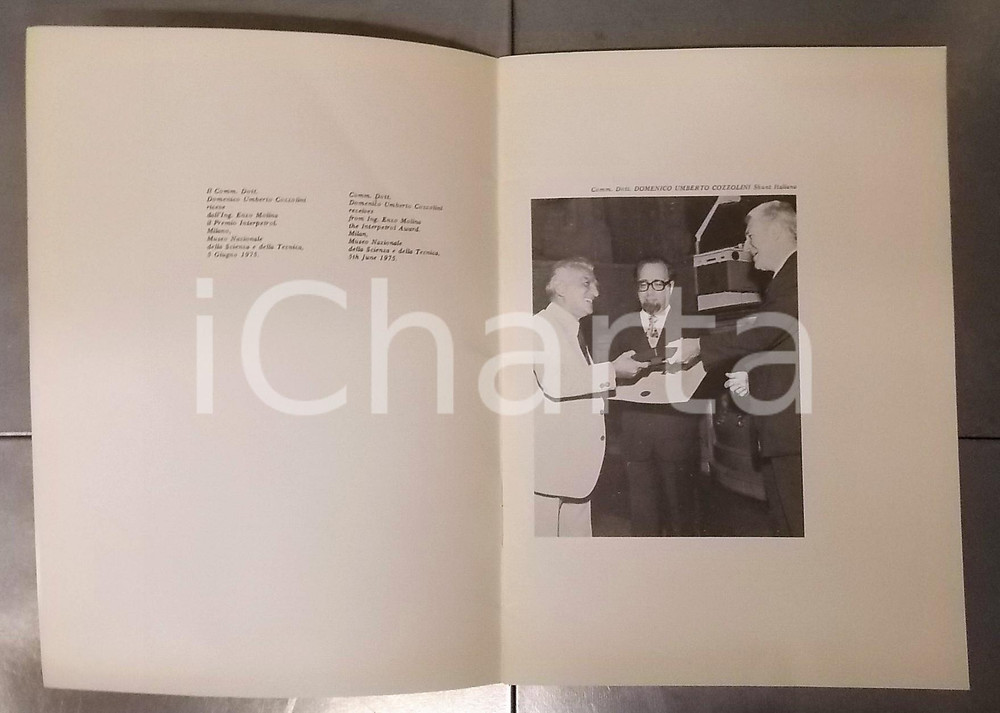 Il Comm. Dott.
Domenico Umberto Cozzolini
riceve
dall'Ing. Enzo Molina
il Premio Interpetrol.
Milano,
Museo Nazionale
della Scienza e della Tecnica,
5 Giugno 1975.
Comm. Dott.
Domenico Umberto Cozzolini
receives
from Ing. Enzo Molina
the Interpetrol Award.
Milan,
Museo Nazionale
della Scienza e della Tecnica,
5th June 1975.
Comm. Dott. DOMENICO UMBERTO COZZOLINI Shunt Italiana
iCharta